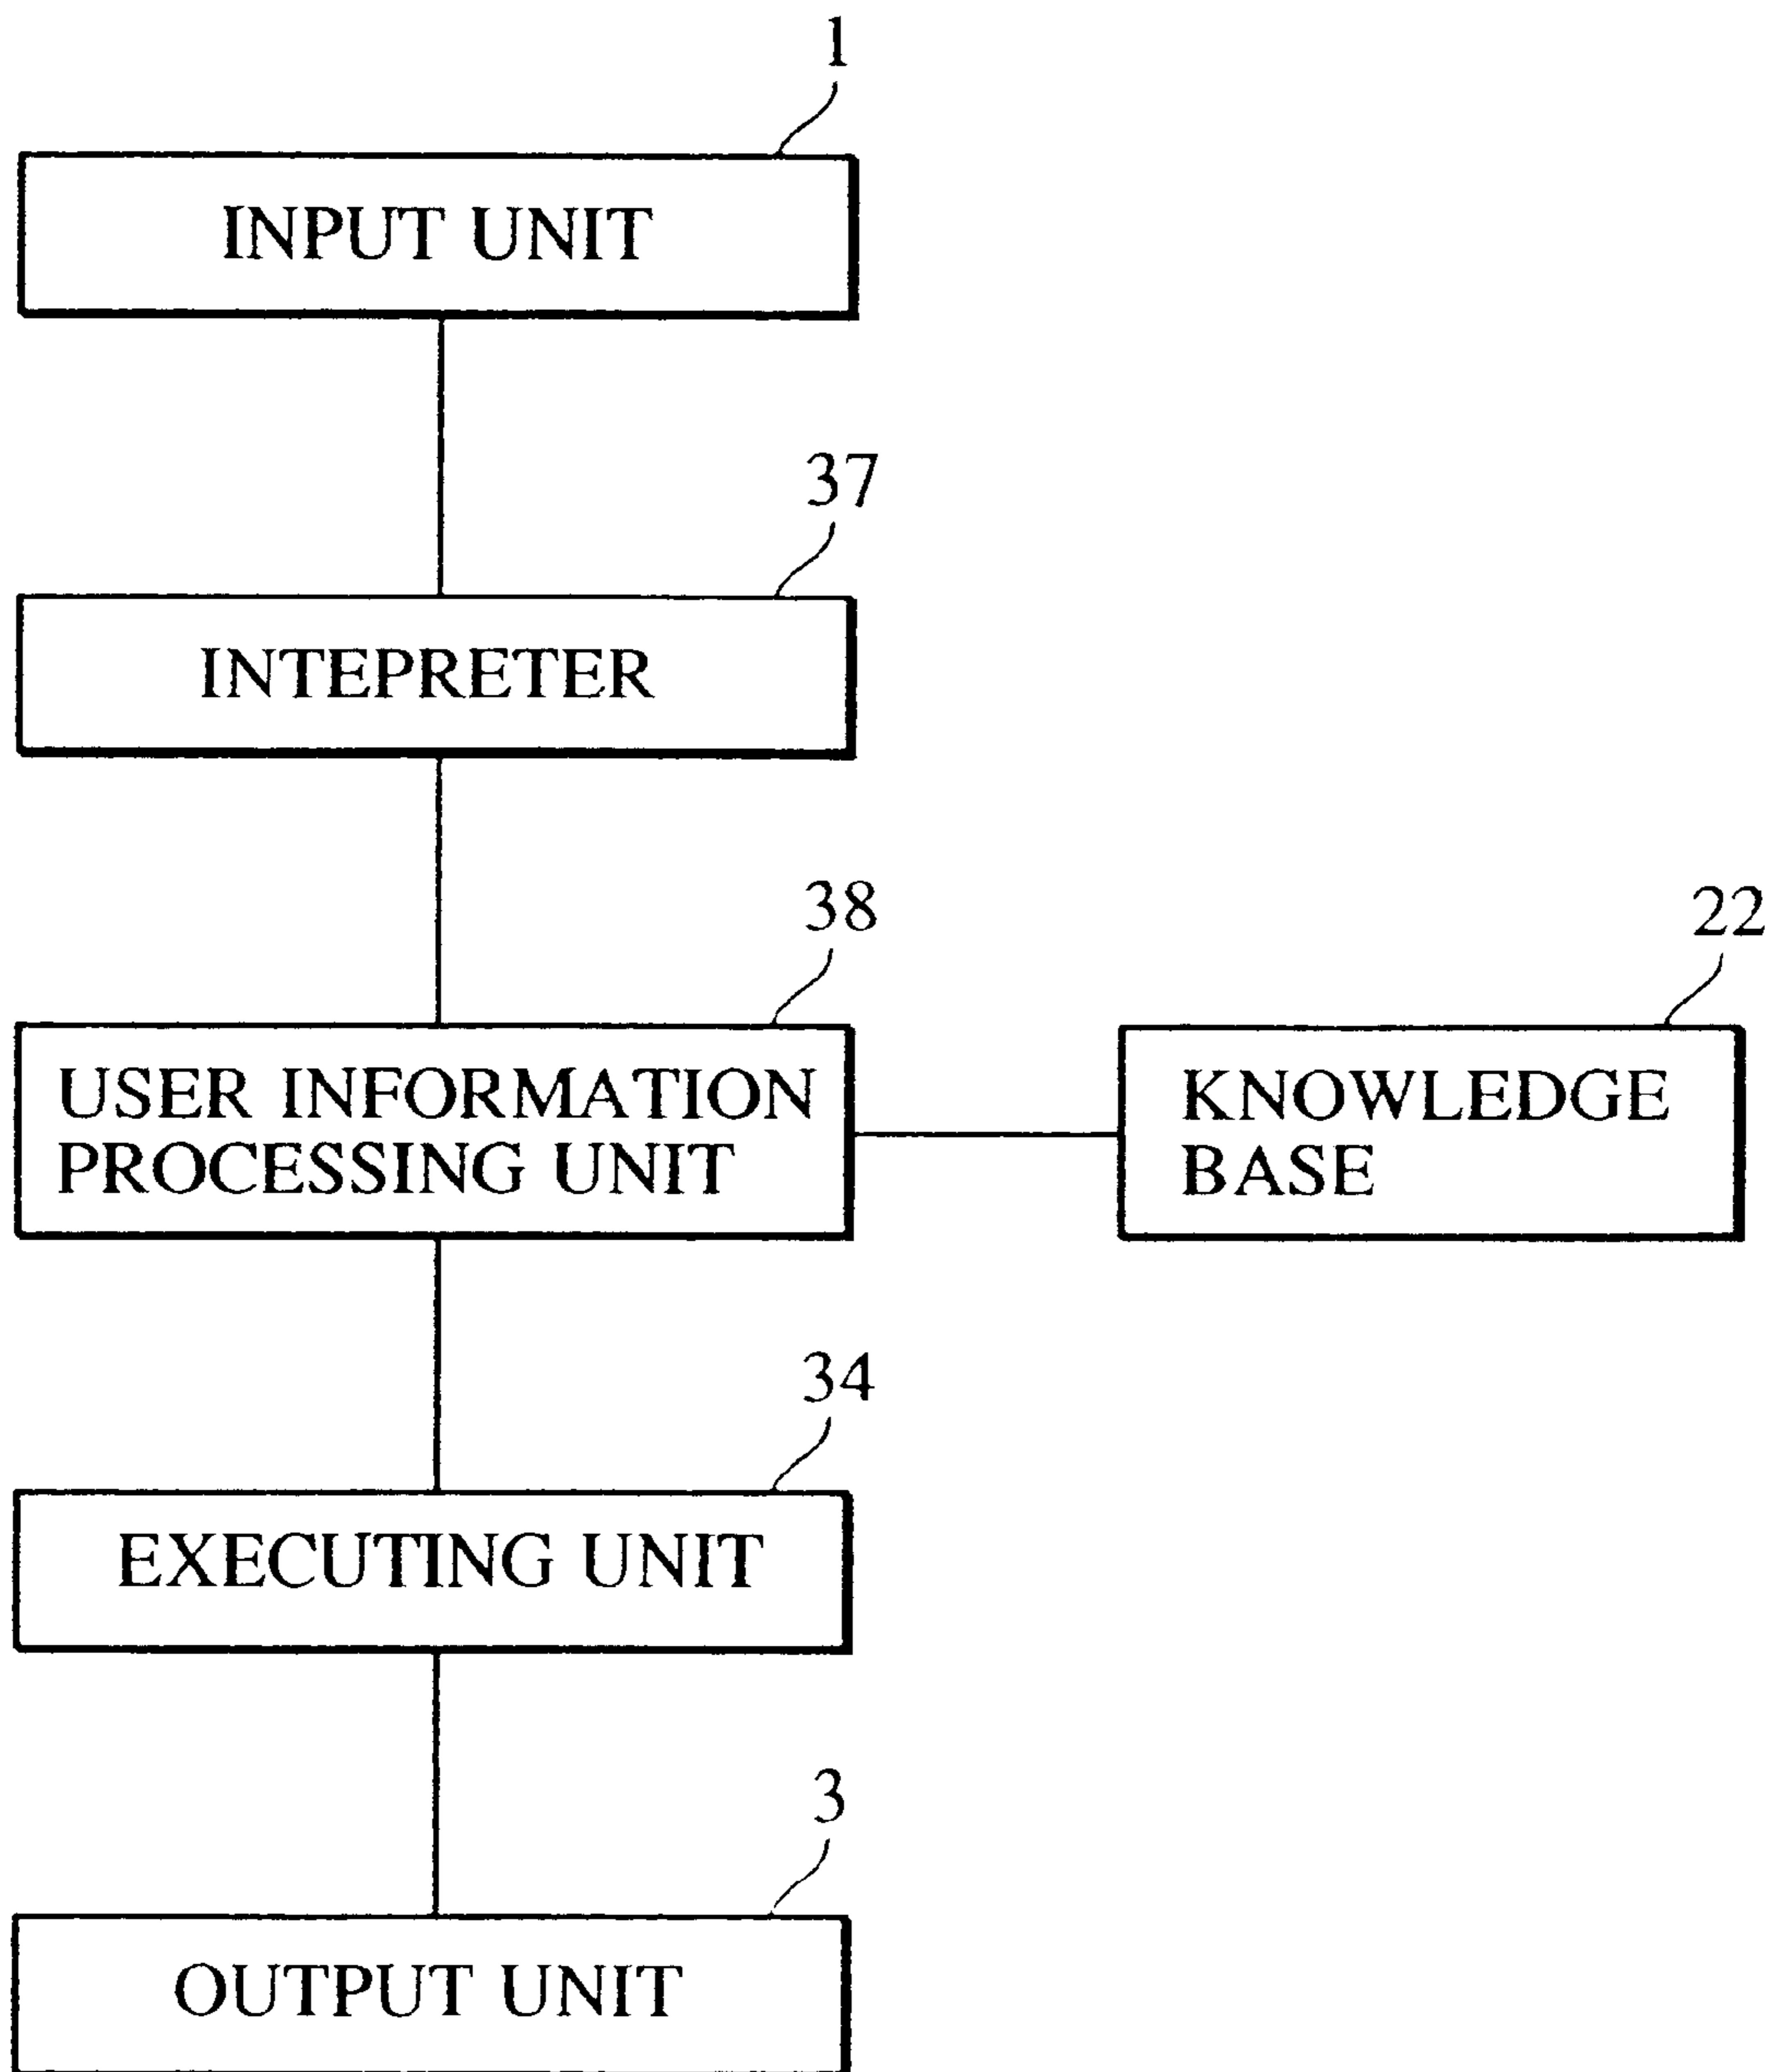 1
INPUT UNIT
37
INTEPRETER
38
USER INFORMATION
PROCESSING UNIT
22
KNOWLEDGE
BASE
34
EXECUTING UNIT
3
OUTPUT UNIT